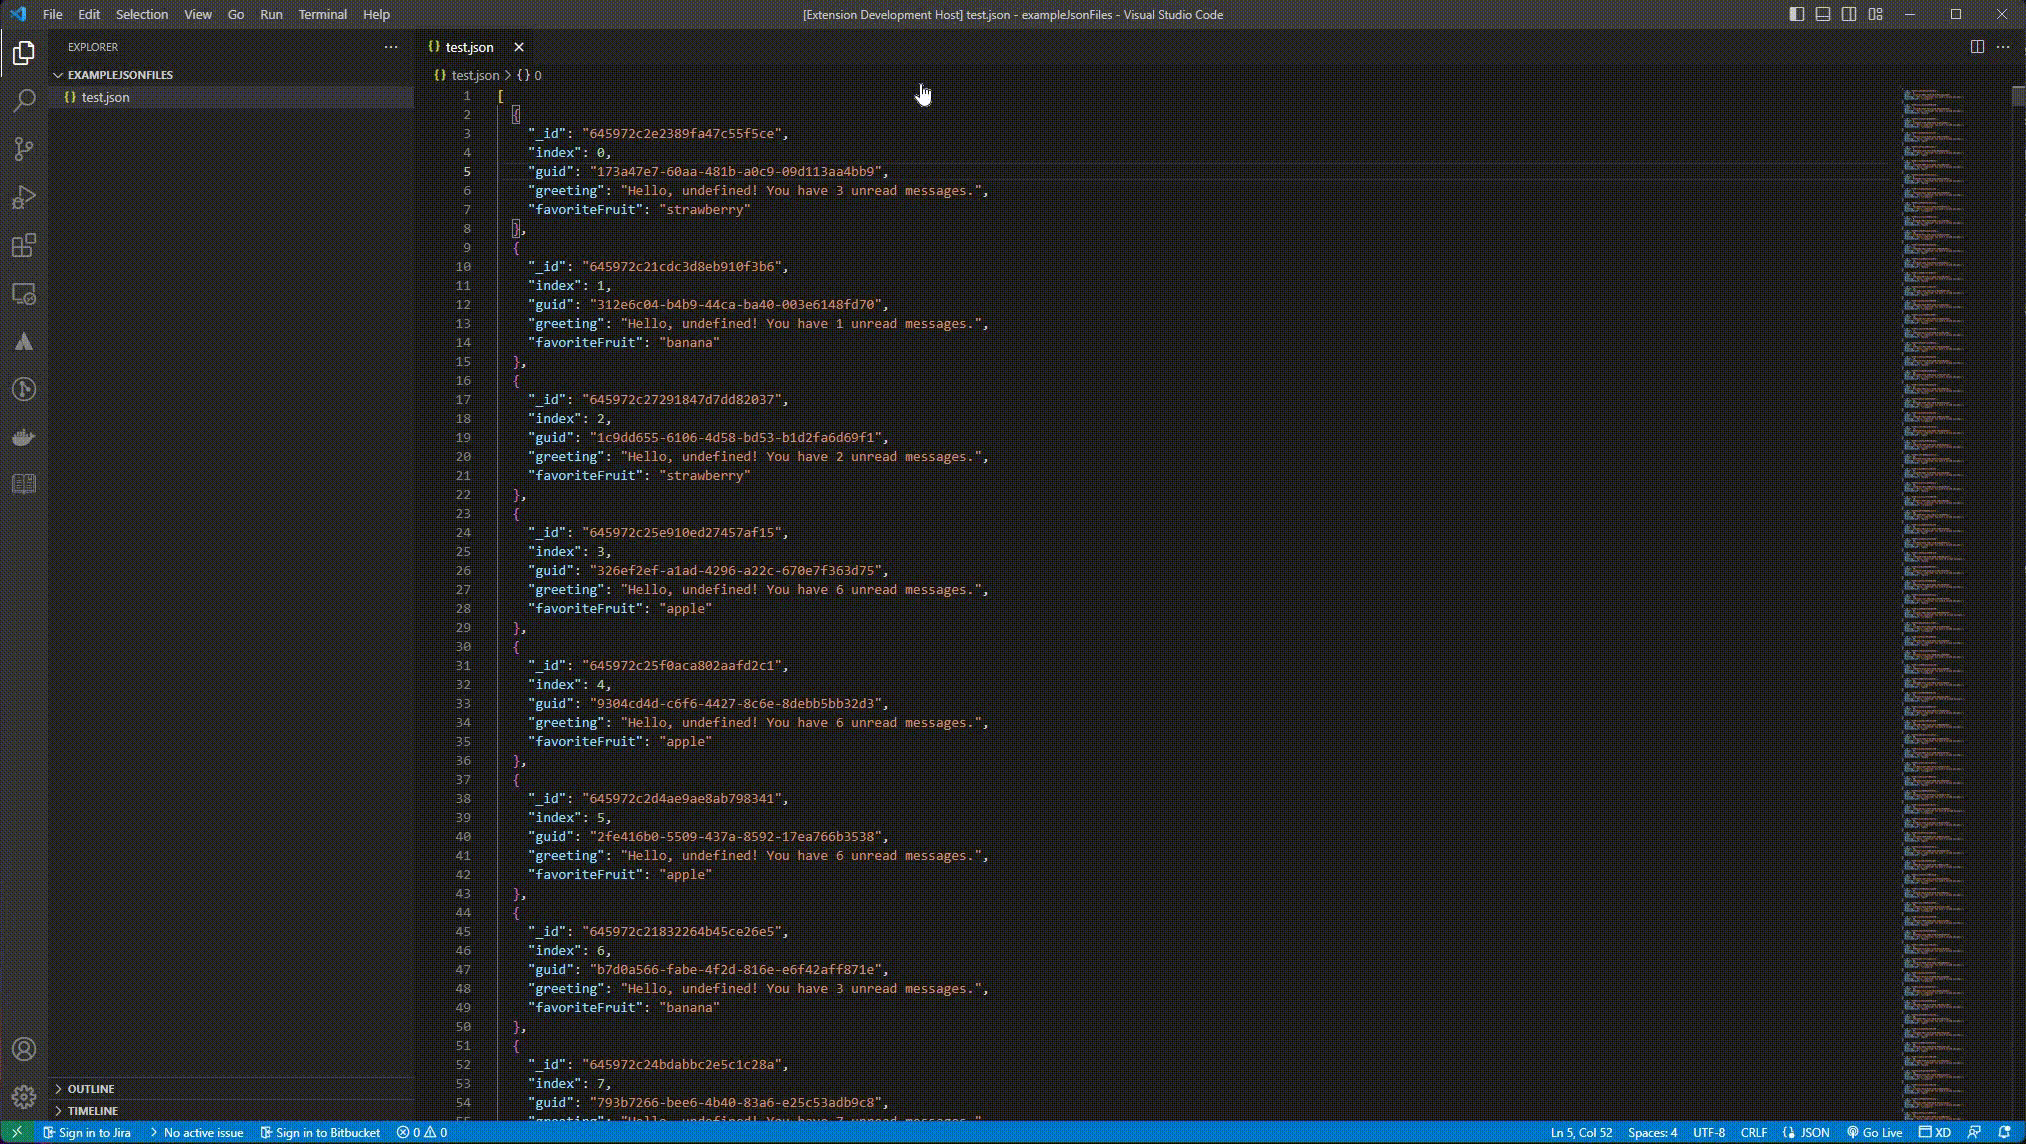 File Edit Selection View Go Run Terminal Help
[Extension Development Host] test.json - exampleJsonFiles - Visual Studio Code
EXPLORER
EXAMPLEJSONFILES
{} test.json
{} test.json
{} test.json > {} 0
1 [
2 {
3 "_id": "645972c2e2389fa47c55f5ce",
4 "index": 0,
5 "guid": "173a47e7-60aa-481b-a0c9-09d113aa4bb9",
6 "greeting": "Hello, undefined! You have 3 unread messages.",
7 "favoriteFruit": "strawberry"
8 },
9 {
10 "_id": "645972c21cdc3d8eb910f3b6",
11 "index": 1,
12 "guid": "312e6c04-b4b9-44ca-ba40-003e6148fd70",
13 "greeting": "Hello, undefined! You have 1 unread messages.",
14 "favoriteFruit": "banana"
15 },
16 {
17 "_id": "645972c27291847d7dd82037",
18 "index": 2,
19 "guid": "1c9dd655-6106-4d58-bd53-b1d2fa6d69f1",
20 "greeting": "Hello, undefined! You have 2 unread messages.",
21 "favoriteFruit": "strawberry"
22 },
23 {
24 "_id": "645972c25e910ed27457af15",
25 "index": 3,
26 "guid": "326ef2ef-a1ad-4296-a22c-670e7f363d75",
27 "greeting": "Hello, undefined! You have 6 unread messages.",
28 "favoriteFruit": "apple"
29 },
30 {
31 "_id": "645972c25f0aca802aafd2c1",
32 "index": 4,
33 "guid": "9304cd4d-c6f6-4427-8c6e-8debb5bb32d3",
34 "greeting": "Hello, undefined! You have 6 unread messages.",
35 "favoriteFruit": "apple"
36 },
37 {
38 "_id": "645972c2d4ae9ae8ab798341",
39 "index": 5,
40 "guid": "2fe416b0-5509-437a-8592-17ea766b3538",
41 "greeting": "Hello, undefined! You have 6 unread messages.",
42 "favoriteFruit": "apple"
43 },
44 {
45 "_id": "645972c21832264b45ce26e5",
46 "index": 6,
47 "guid": "b7d0a566-fabe-4f2d-816e-e6f42aff871e",
48 "greeting": "Hello, undefined! You have 3 unread messages.",
49 "favoriteFruit": "banana"
50 },
51 {
52 "_id": "645972c24bdabbc2e5c1c28a",
53 "index": 7,
54 "guid": "793b7266-bee6-4b40-83a6-e25c53adb9c8",
OUTLINE
TIMELINE
Sign in to Jira No active issue Sign in to Bitbucket 0 0
Ln 5, Col 52 Spaces: 4 UTF-8 CRLF {} JSON Go Live XD